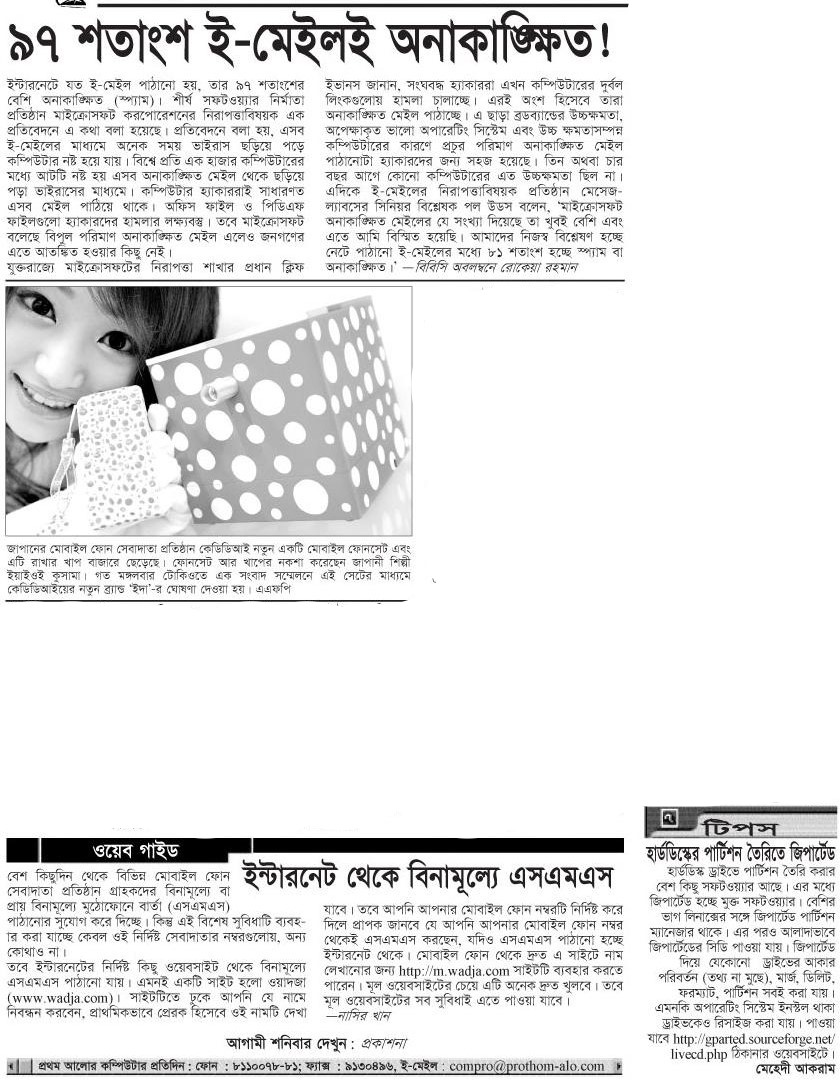 ৯৭ শতাংশ ই-মেইলই অনাকাঙ্ক্ষিত!
ইন্টারনেটে যত ই-মেইল পাঠানো হয়, তার ৯৭ শতাংশের
বেশি অনাকাঙ্ক্ষিত (স্প্যাম)। শীর্ষ সফটওয়্যার নির্মাতা
প্রতিষ্ঠান মাইক্রোসফট করপোরেশনের নিরাপত্তাবিষয়ক এক
প্রতিবেদনে এ কথা বলা হয়েছে। প্রতিবেদনে বলা হয়, এসব
ই-মেইলের মাধ্যমে অনেক সময় ভাইরাস ছড়িয়ে পড়ে
কম্পিউটার নষ্ট হয়ে যায়। বিশ্বে প্রতি এক হাজার কম্পিউটারের
মধ্যে আটটি নষ্ট হয় এসব অনাকাঙ্ক্ষিত মেইল থেকে ছড়িয়ে
পড়া ভাইরাসের মাধ্যমে। কম্পিউটার হ্যাকাররাই সাধারণত
এসব মেইল পাঠিয়ে থাকে। অফিস ফাইল ও পিডিএফ
ফাইলগুলো হ্যাকারদের হামলার লক্ষ্যবস্তু। তবে মাইক্রোসফট
বলেছে বিপুল পরিমাণ অনাকাঙ্ক্ষিত মেইল এলেও জনগণের
এতে আতঙ্কিত হওয়ার কিছু নেই।
যুক্তরাজ্যে মাইক্রোসফটের নিরাপত্তা শাখার প্রধান ক্লিফ
ইভানস জানান, সংঘবদ্ধ হ্যাকাররা এখন কম্পিউটারের দুর্বল
লিংকগুলোয় হামলা চালাচ্ছে। এরই অংশ হিসেবে তারা
অনাকাঙ্ক্ষিত মেইল পাঠাচ্ছে। এ ছাড়া ব্রডব্যান্ডের উচ্চক্ষমতা,
অপেক্ষাকৃত ভালো অপারেটিং সিস্টেম এবং উচ্চ ক্ষমতাসম্পন্ন
কম্পিউটারের কারণে প্রচুর পরিমাণ অনাকাঙ্ক্ষিত মেইল
পাঠানোটা হ্যাকারদের জন্য সহজ হয়েছে। তিন অথবা চার
বছর আগে কোনো কম্পিউটারের এত উচ্চক্ষমতা ছিল না।
এদিকে ই-মেইলের নিরাপত্তাবিষয়ক প্রতিষ্ঠান মেসেজ-
ল্যাবসের সিনিয়র বিশ্লেষক পল উডস বলেন, ‘মাইক্রোসফট
অনাকাঙ্ক্ষিত মেইলের যে সংখ্যা দিয়েছে তা খুবই বেশি এবং
এতে আমি বিস্মিত হয়েছি। আমাদের নিজস্ব বিশ্লেষণ হচ্ছে
নেটে পাঠানো ই-মেইলের মধ্যে ৮১ শতাংশ হচ্ছে স্প্যাম বা
অনাকাঙ্ক্ষিত।’ —বিবিসি অবলম্বনে রোকেয়া রহমান
জাপানের মোবাইল ফোন সেবাদাতা প্রতিষ্ঠান কেডিডিআই নতুন একটি মোবাইল ফোনসেট এবং
এটি রাখার খাপ বাজারে ছেড়েছে। ফোনসেট আর খাপের নকশা করেছেন জাপানী শিল্পী
ইয়াইওই কুসামা। গত মঙ্গলবার টোকিওতে এক সংবাদ সম্মেলনে এই সেটের মাধ্যমে
কেডিডিআইয়ের নতুন ব্র্যান্ড ‘ইদা’-র ঘোষণা দেওয়া হয়। এএফপি
ওয়েব গাইড
ইন্টারনেট থেকে বিনামূল্যে এসএমএস
বেশ কিছুদিন থেকে বিভিন্ন মোবাইল ফোন
সেবাদাতা প্রতিষ্ঠান গ্রাহকদের বিনামূল্যে বা
প্রায় বিনামূল্যে মুঠোফোনে বার্তা (এসএমএস)
পাঠানোর সুযোগ করে দিচ্ছে। কিন্তু এই বিশেষ সুবিধাটি ব্যবহ-
ার করা যাচ্ছে কেবল ওই নির্দিষ্ট সেবাদাতার নম্বরগুলোয়, অন্য
কোথাও না।
তবে ইন্টারনেটের নির্দিষ্ট কিছু ওয়েবসাইট থেকে বিনামূল্যে
এসএমএস পাঠানো যায়। এমনই একটি সাইট হলো ওয়াদজা
(www.wadja.com)। সাইটটিতে ঢুকে আপনি যে নামে
নিবন্ধন করবেন, প্রাথমিকভাবে প্রেরক হিসেবে ওই নামটি দেখা
যাবে। তবে আপনি আপনার মোবাইল ফোন নম্বরটি নির্দিষ্ট করে
দিলে প্রাপক জানবে যে আপনি আপনার মোবাইল ফোন নম্বর
থেকেই এসএমএস করছেন, যদিও এসএমএস পাঠানো হচ্ছে
ইন্টারনেট থেকে। মোবাইল ফোন থেকে দ্রুত এ সাইটে নাম
লেখানোর জন্য http://m.wadja.com সাইটটি ব্যবহার করতে
পারেন। মূল ওয়েবসাইটের চেয়ে এটি অনেক দ্রুত খুলবে। তবে
মূল ওয়েবসাইটের সব সুবিধাই এতে পাওয়া যাবে।
—নাসির খান
আগামী শনিবার দেখুন : প্রকাশনা
প্রথম আলোর কম্পিউটার প্রতিদিন : ফোন : ৮১১০০৭৮-৮১; ফ্যাক্স : ৯১৩০৪৯৬, ই-মেইল : compro@prothom-alo.com
টিপস
হার্ডডিস্কের পার্টিশন তৈরিতে জিপার্টেড
হার্ডডিস্ক ড্রাইভে পার্টিশন তৈরি করার
বেশ কিছু সফটওয়্যার আছে। এর মধ্যে
জিপার্টেড হচ্ছে মুক্ত সফটওয়্যার। বেশির
ভাগ লিনাক্সের সঙ্গে জিপার্টেড পার্টিশন
ম্যানেজার থাকে। এর পরও আলাদাভাবে
জিপার্টেডের সিডি পাওয়া যায়। জিপার্টেড
দিয়ে যেকোনো ড্রাইভের আকার
পরিবর্তন (তথ্য না মুছে), মার্জ, ডিলিট,
ফরম্যাট, পার্টিশন সবই করা যায়।
এমনকি অপারেটিং সিস্টেম ইনস্টল থাকা
ড্রাইভকেও রিসাইজ করা যায়। পাওয়া
যাবে http://gparted.sourceforge.net/
livecd.php ঠিকানার ওয়েবসাইটে।
মেহেদী আকরাম